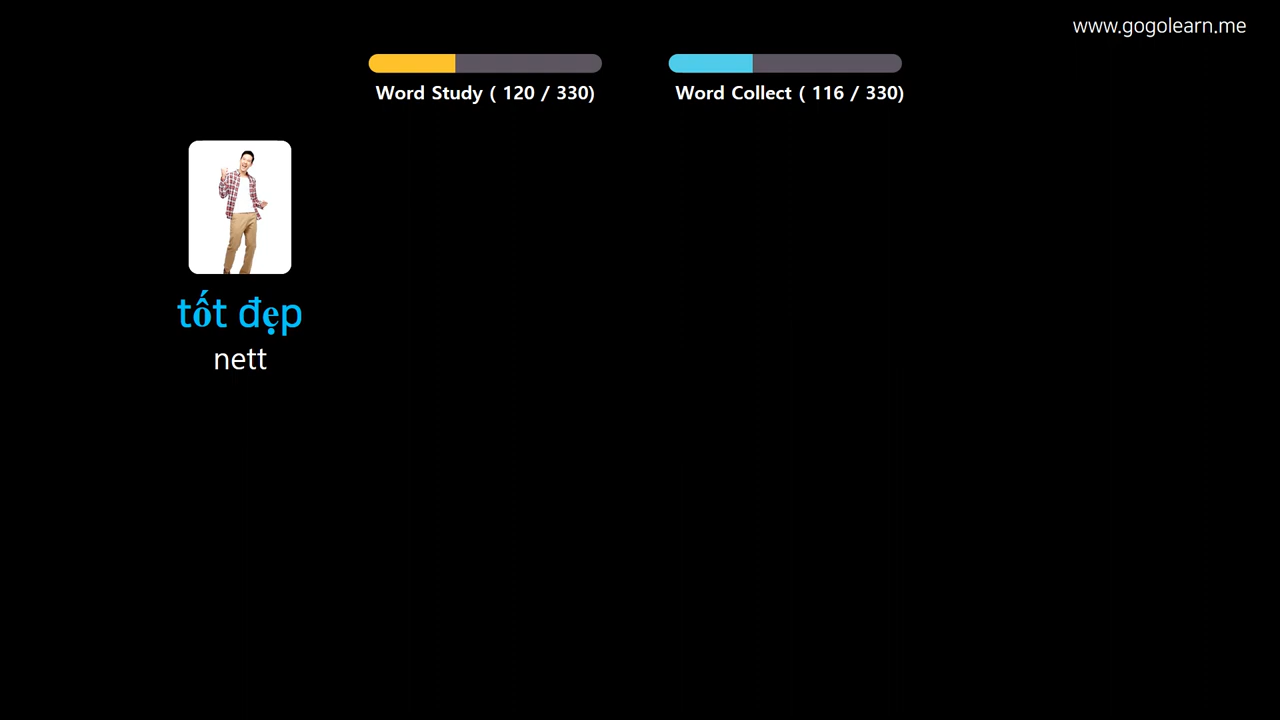 www.gogolearn.me
Word Study ( 120 / 330)
Word Collect ( 116 / 330)
tốt đẹp
nett